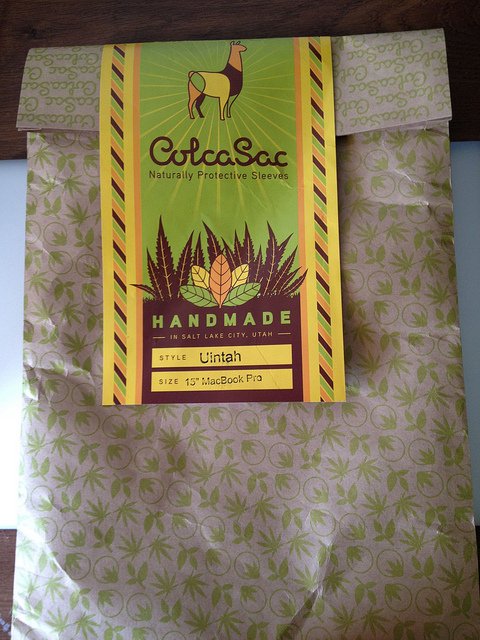 ColcaSac
Naturally Protective Sleeves
HANDMADE
IN SALT LAKE CITY, UTAH
STYLE Uintah
SIZE 15" MacBook Pro